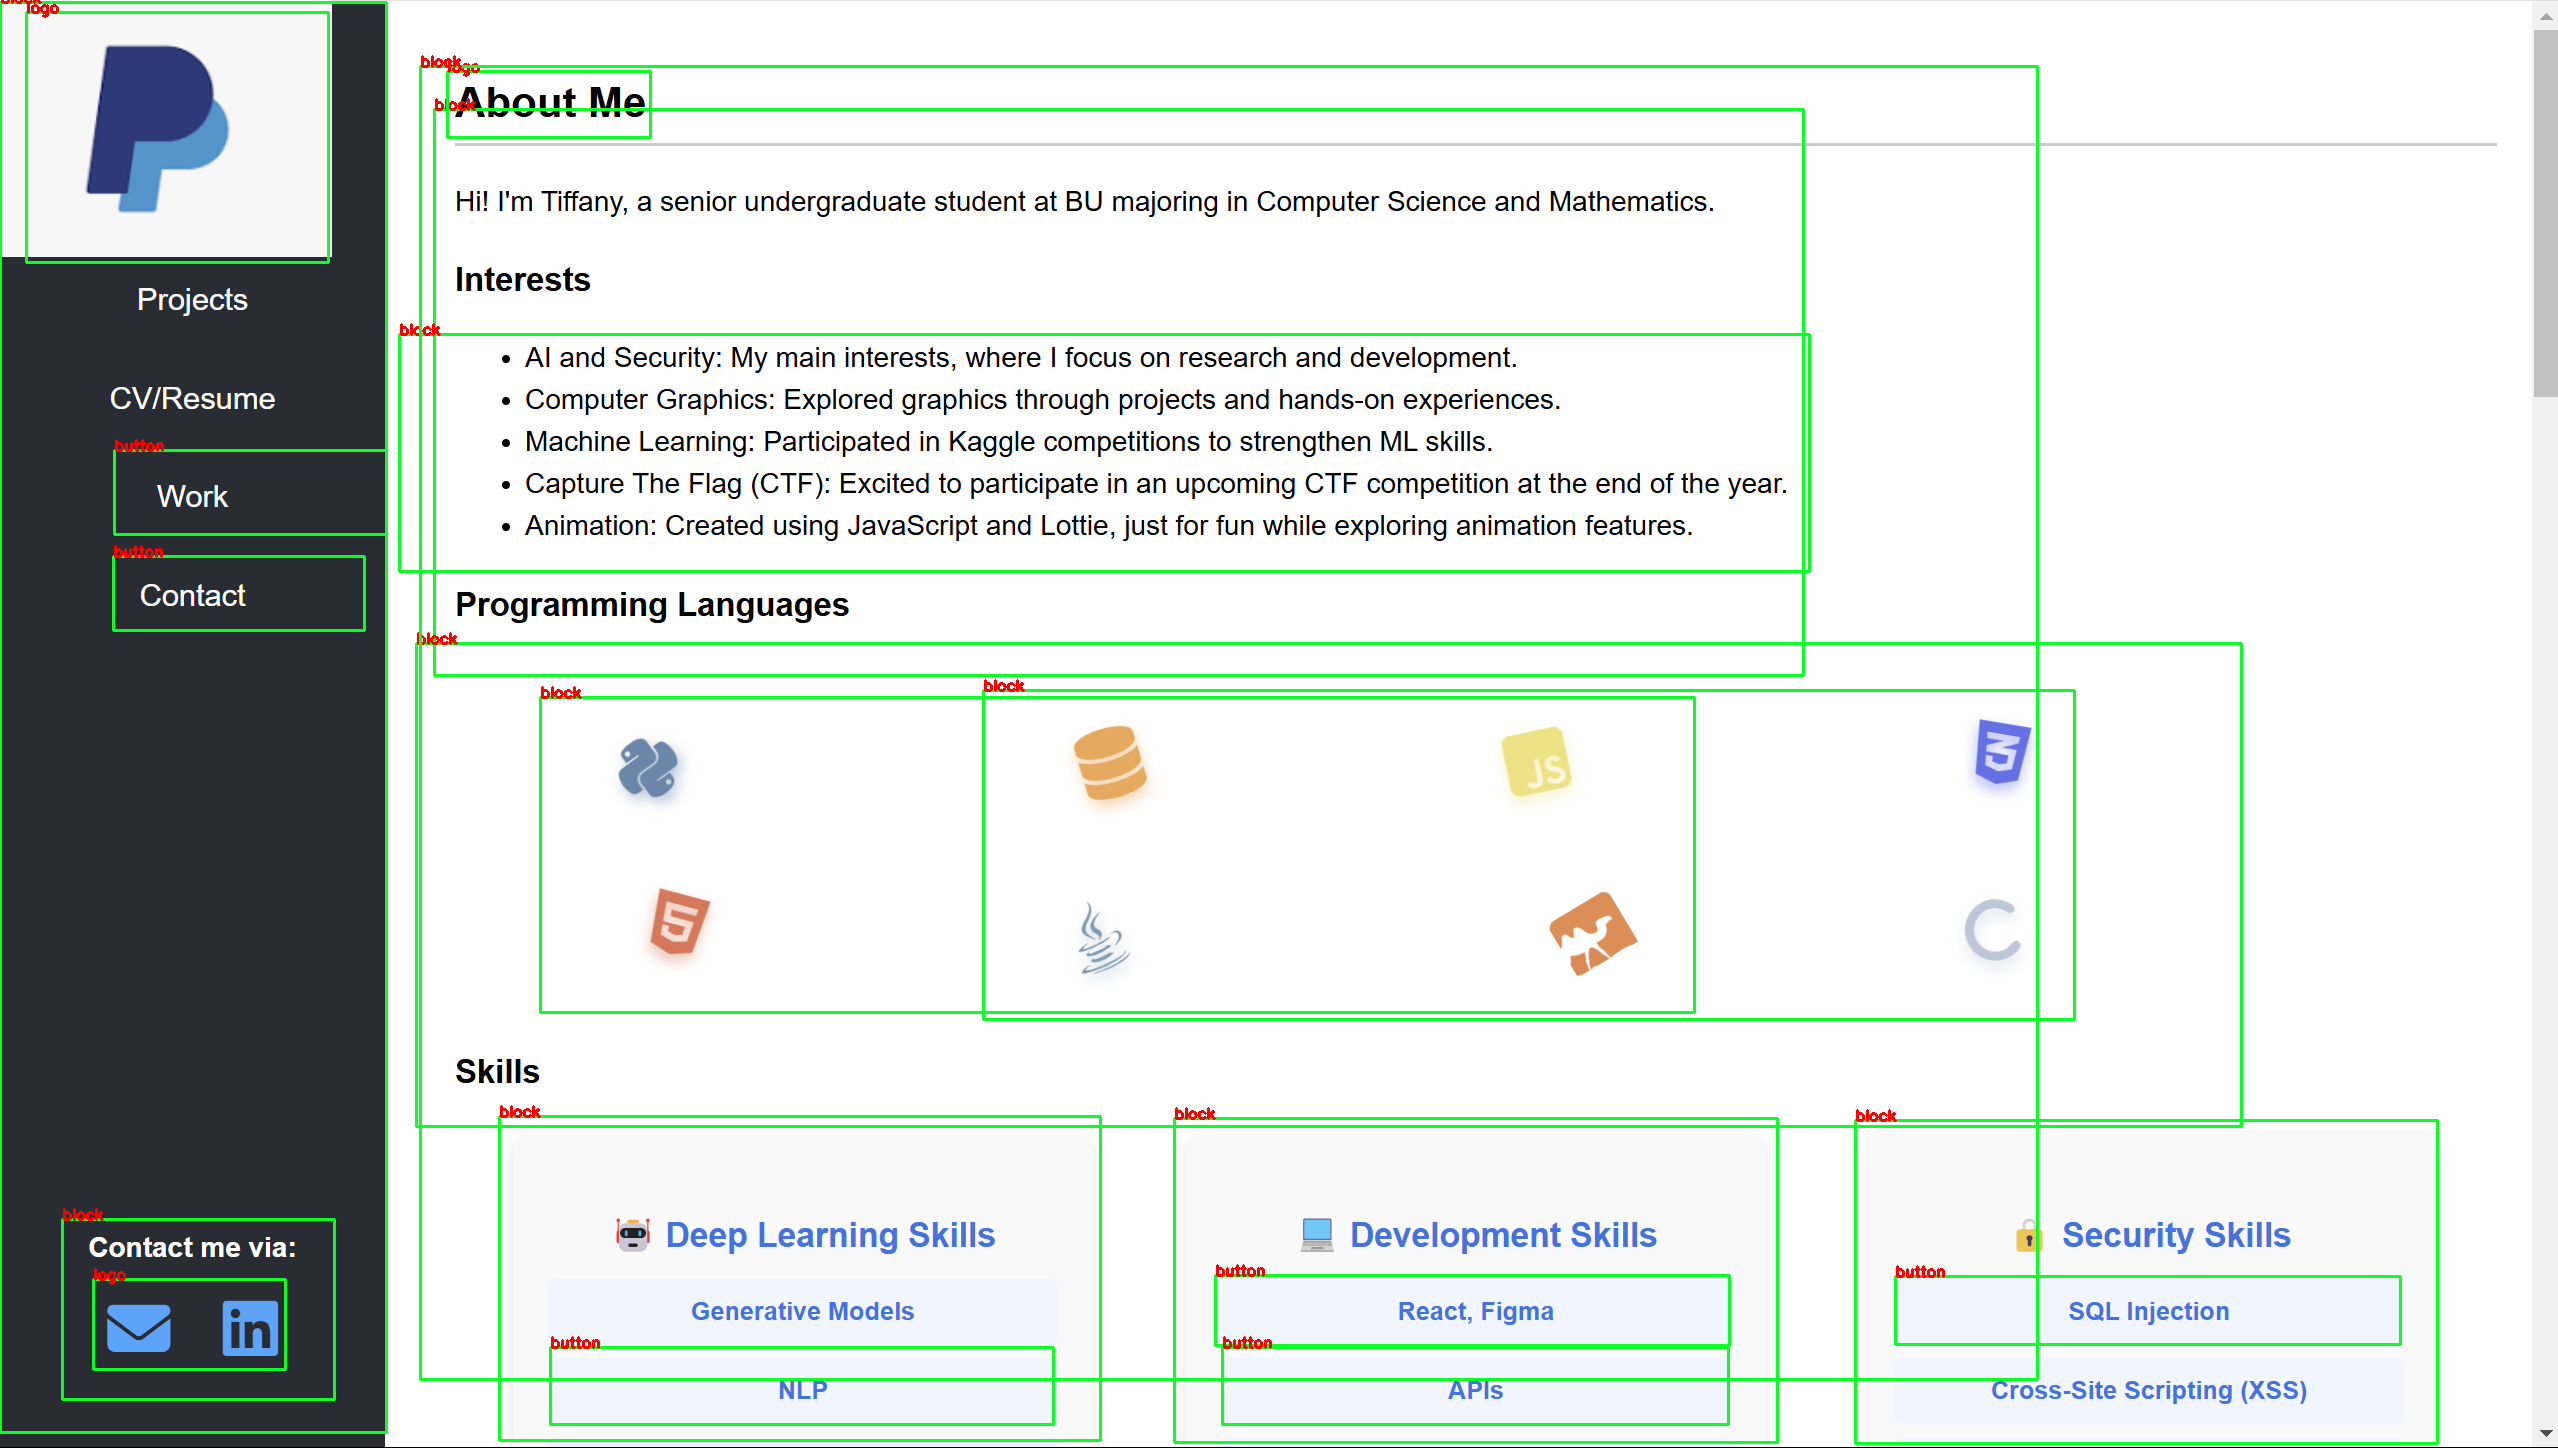 block
logo
Projects
CV/Resume
button
Work
button
Contact
block
Contact me via:
logo
in
block
logo
block
About Me
Hi! I'm Tiffany, a senior undergraduate student at BU majoring in Computer Science and Mathematics.
Interests
block
• AI and Security: My main interests, where I focus on research and development.
• Computer Graphics: Explored graphics through projects and hands-on experiences.
• Machine Learning: Participated in Kaggle competitions to strengthen ML skills.
• Capture The Flag (CTF): Excited to participate in an upcoming CTF competition at the end of the year.
• Animation: Created using JavaScript and Lottie, just for fun while exploring animation features.
Programming Languages
block
block
block
JS
3
5
C
Skills
block
Deep Learning Skills
Generative Models
button
NLP
block
Development Skills
button
React, Figma
button
APIs
block
Security Skills
button
SQL Injection
Cross-Site Scripting (XSS)